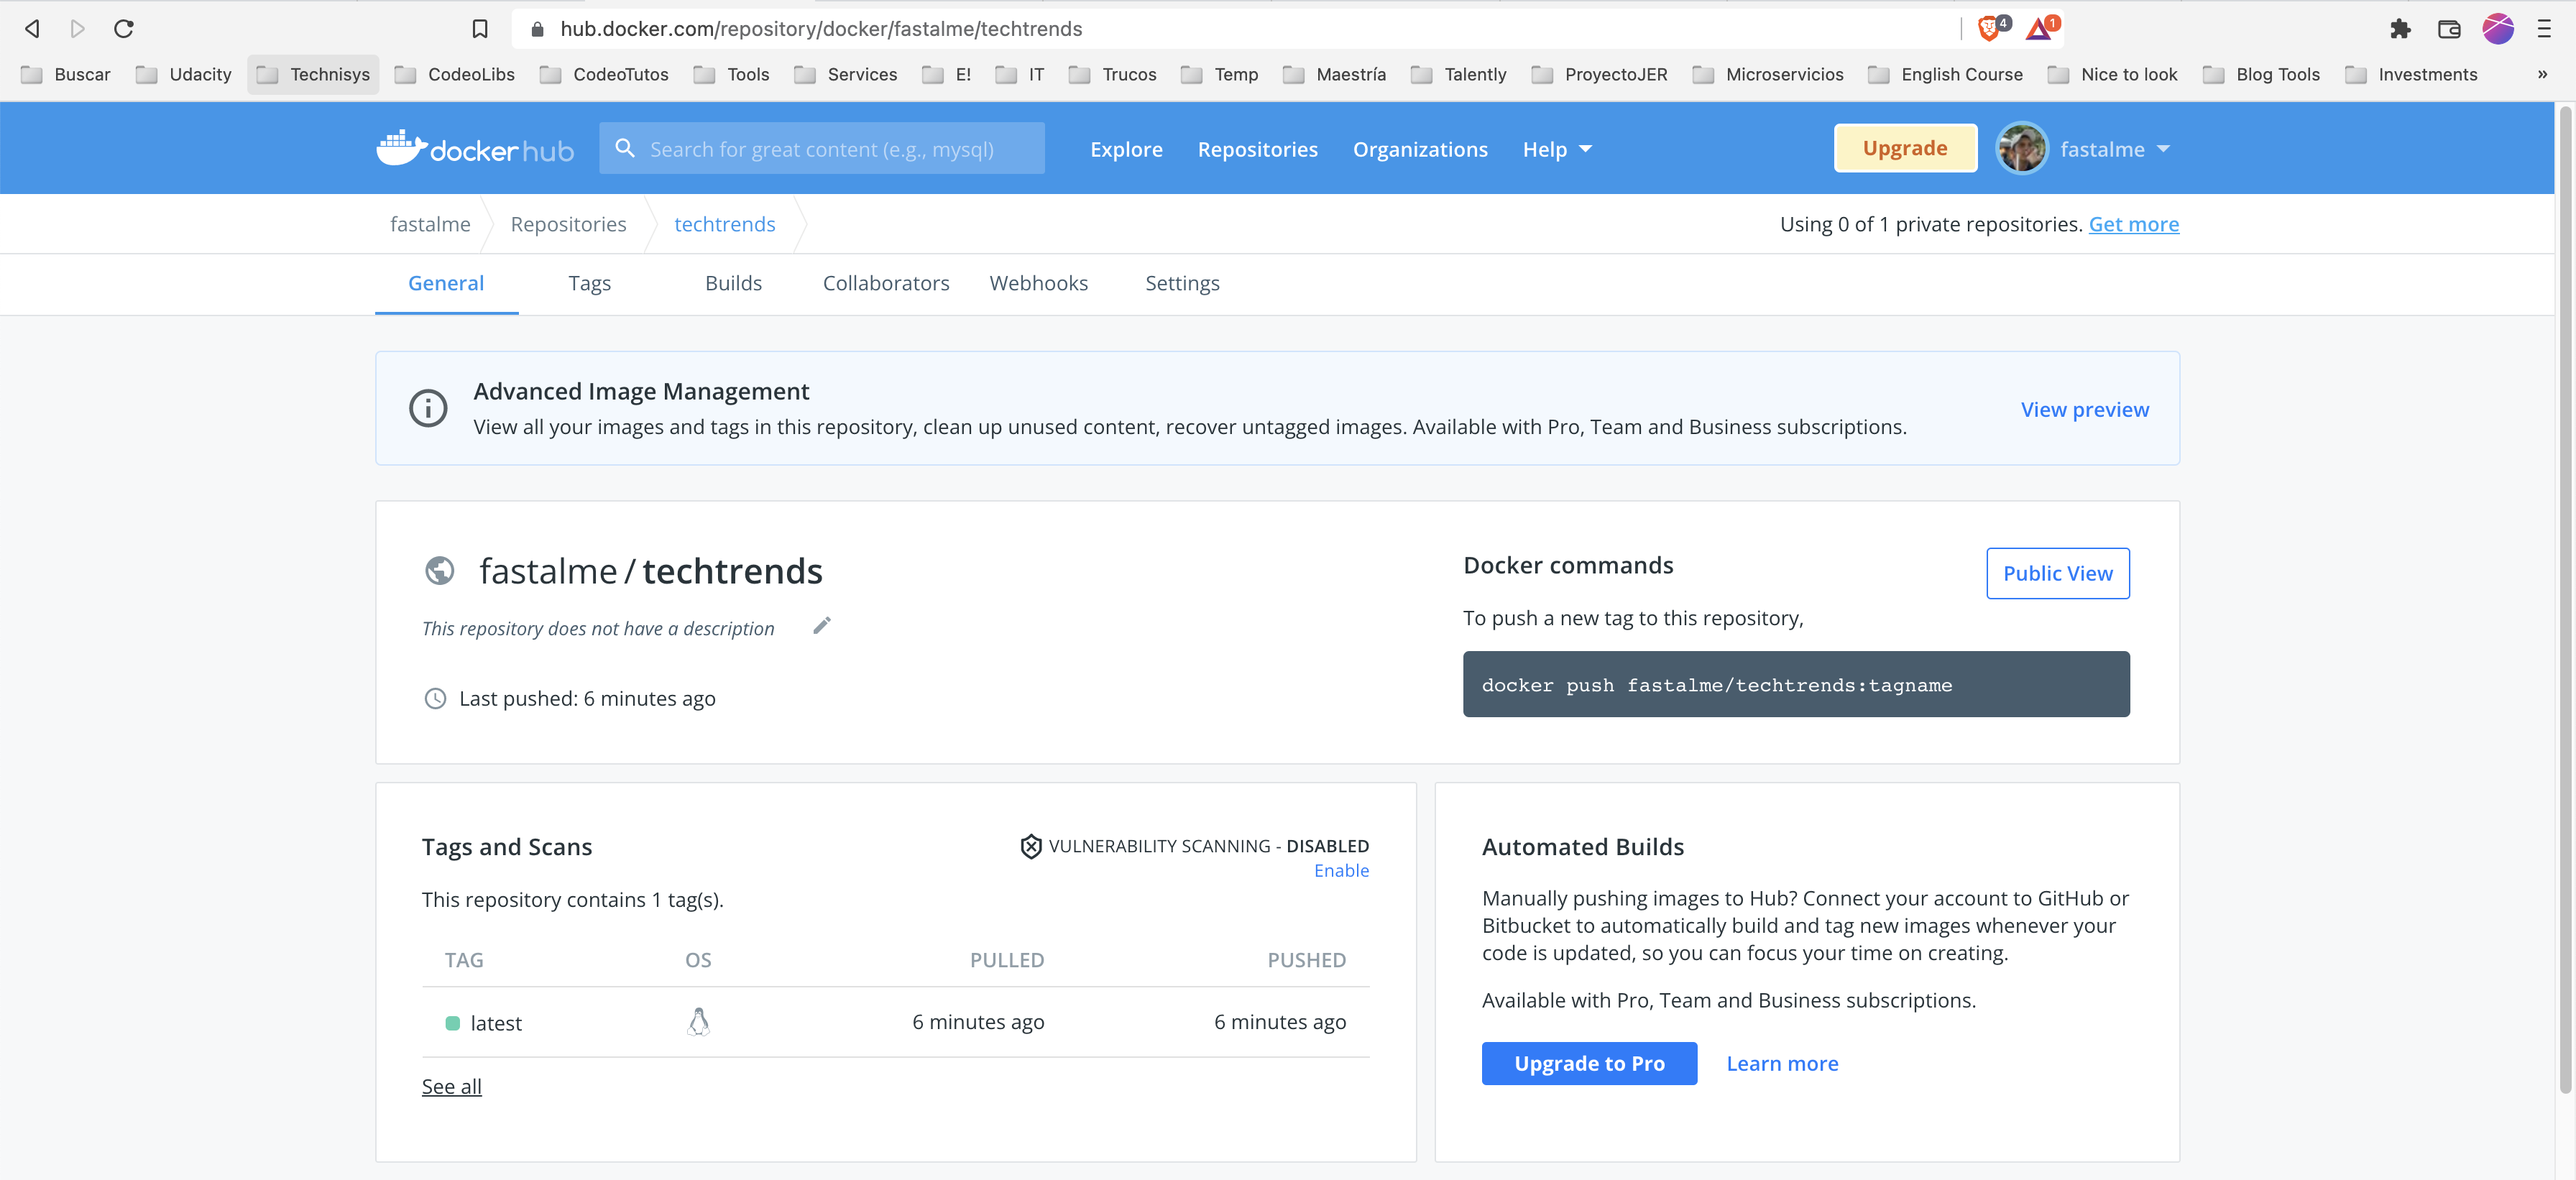 hub.docker.com/repository/docker/fastalme/techtrends
4
1
Buscar Udacity Technisys CodeoLibs CodeoTutos Tools Services E! IT Trucos Temp Maestría Talently ProyectoJER Microservicios English Course Nice to look Blog Tools Investments »
docker hub Search for great content (e.g., mysql) Explore Repositories Organizations Help Upgrade fastalme
fastalme Repositories techtrends Using 0 of 1 private repositories. Get more
General Tags Builds Collaborators Webhooks Settings
Advanced Image Management
View all your images and tags in this repository, clean up unused content, recover untagged images. Available with Pro, Team and Business subscriptions.
View preview
fastalme / techtrends
This repository does not have a description
Last pushed: 6 minutes ago
Docker commands
Public View
To push a new tag to this repository,
docker push fastalme/techtrends:tagname
Tags and Scans
VULNERABILITY SCANNING - DISABLED
Enable
This repository contains 1 tag(s).
TAG OS PULLED PUSHED
latest 6 minutes ago 6 minutes ago
See all
Automated Builds
Manually pushing images to Hub? Connect your account to GitHub or
Bitbucket to automatically build and tag new images whenever your
code is updated, so you can focus your time on creating.
Available with Pro, Team and Business subscriptions.
Upgrade to Pro Learn more